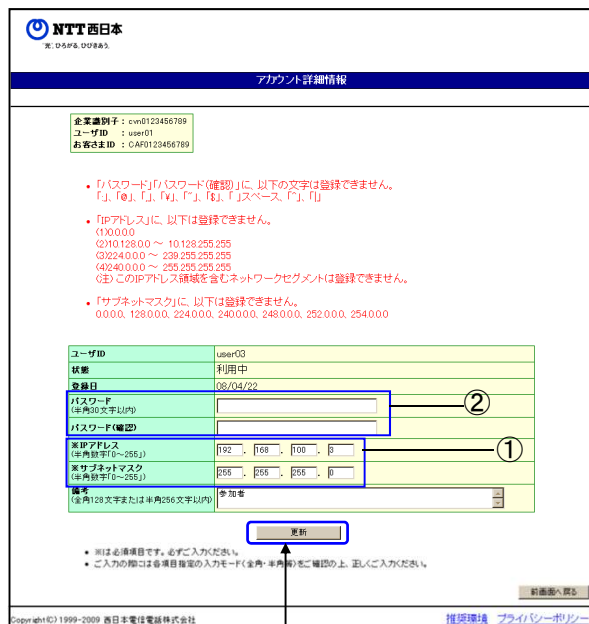 NTT西日本
光、ひろがる。ひびきあう。
アカウント詳細情報
企業識別子：cvn0123456789
ユーザID ：user01
お客さまID：CAF0123456789
• 「パスワード」「パスワード(確認)」に、以下の文字は登録できません。
「:」、「@」、「,」、「¥」、「"」、「$」、「 」スペース、「^」、「|」
• 「IPアドレス」に、以下は登録できません。
(1)0.0.0.0
(2)10.128.0.0 ～ 10.128.255.255
(3)224.0.0.0 ～ 239.255.255.255
(4)240.0.0.0 ～ 255.255.255.255
(注)このIPアドレス領域を含むネットワークセグメントは登録できません。
• 「サブネットマスク」に、以下は登録できません。
0.0.0.0、128.0.0.0、224.0.0.0、240.0.0.0、248.0.0.0、252.0.0.0、254.0.0.0
ユーザID user03
状態 利用中
登録日 08/04/22
パスワード
(半角30文字以内)
②
パスワード(確認)
※IPアドレス
(半角数字「0～255」)
192 . 168 . 100 . 3
①
※サブネットマスク
(半角数字「0～255」)
255 . 255 . 255 . 0
備考
(全角128文字または半角256文字以内)
参加者
更新
• ※は必須項目です。必ずご入力ください。
• ご入力の際には各項目指定の入力モード(全角・半角等)をご確認の上、正しくご入力ください。
前画面へ戻る
Copyright(C) 1999-2009 西日本電信電話株式会社
推奨環境 プライバシーポリシー